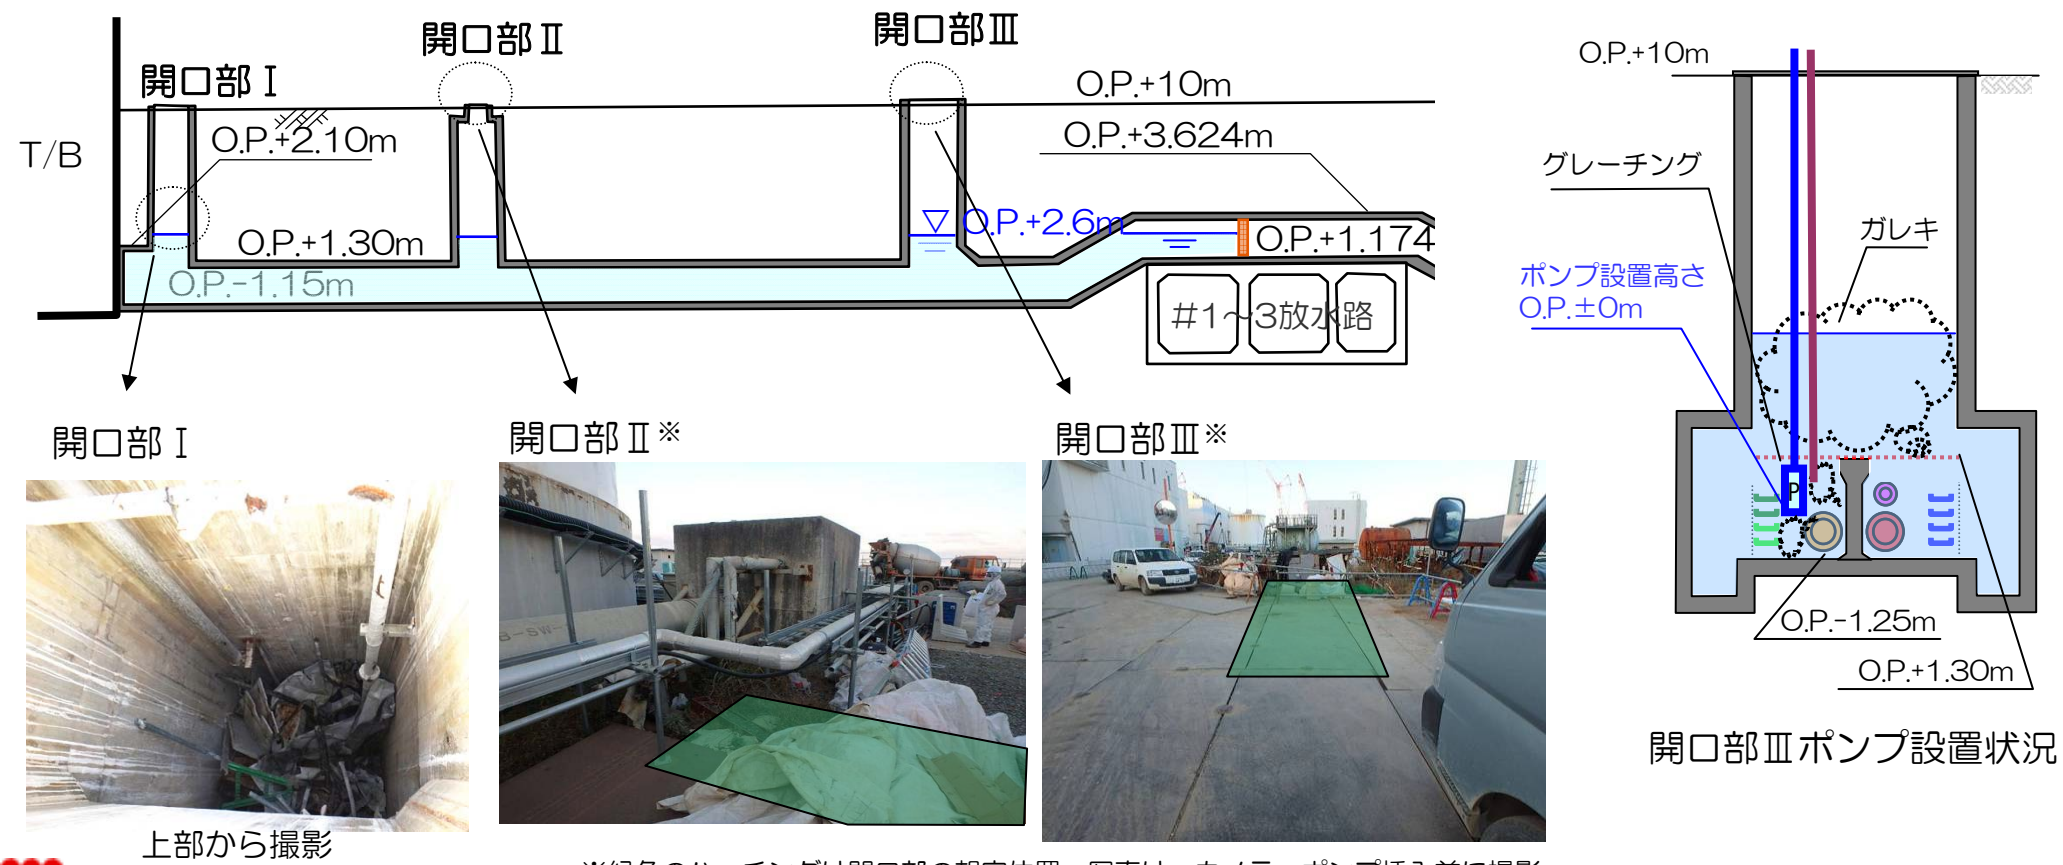 開口部Ⅰ
開口部Ⅱ
開口部Ⅲ
T/B
O.P.+10m
O.P.+2.10m
O.P.+3.624m
O.P.+2.6m
O.P.+1.30m
O.P.+1.174
O.P.-1.15m
#1~3放水路
開口部Ⅰ
開口部Ⅱ※
開口部Ⅲ※
B-SW-
上部から撮影
O.P.+10m
グレーチング
ガレキ
ポンプ設置高さ
O.P.±0m
P
O.P.-1.25m
O.P.+1.30m
開口部Ⅲポンプ設置状況